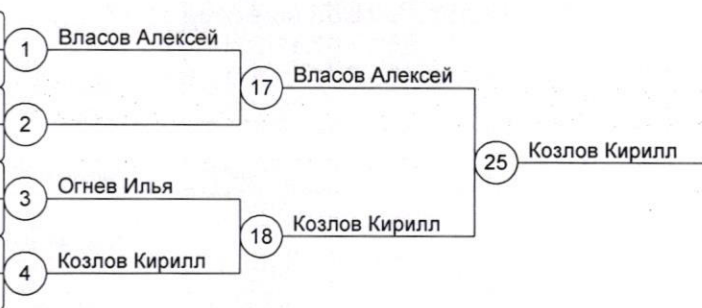 1 Власов Алексей
17 Власов Алексей
2
25 Козлов Кирилл
3 Огнев Илья
18 Козлов Кирилл
4 Козлов Кирилл